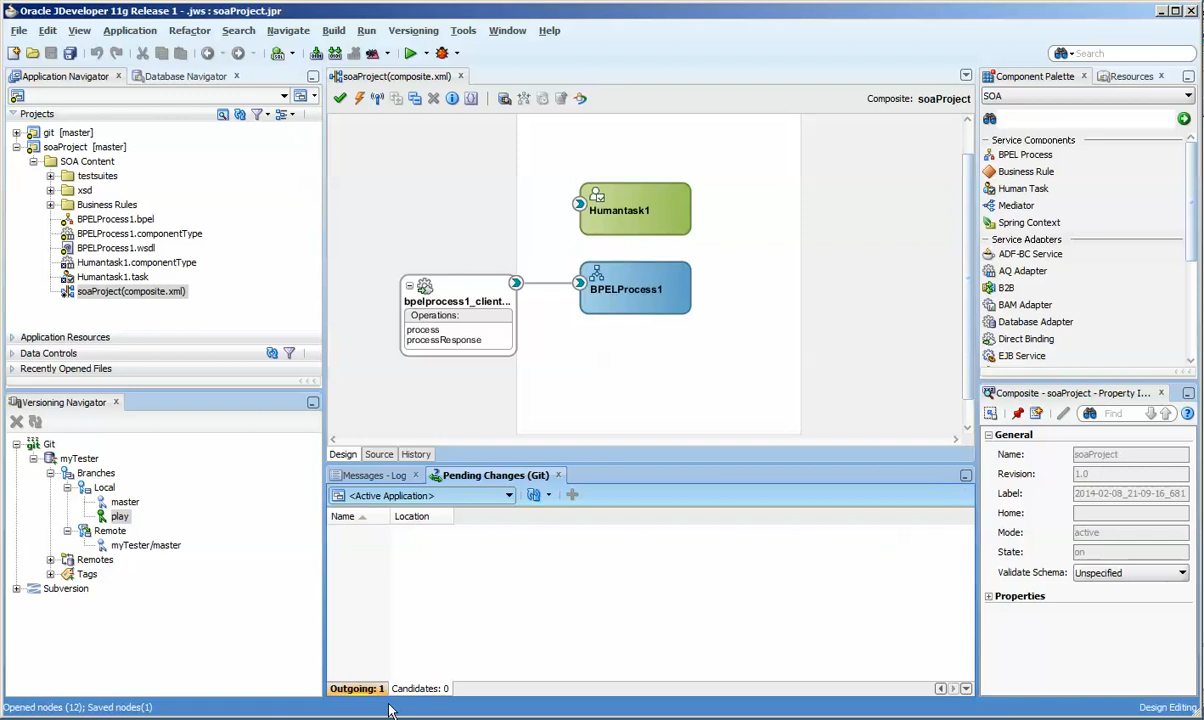 Oracle JDeveloper 11g Release 1 - .jws : soaProject.jpr
File Edit View Application Refactor Search Navigate Build Run Versioning Tools Window Help
Search
Application Navigator
Database Navigator
Projects
git [master]
soaProject [master]
SOA Content
testsuites
xsd
Business Rules
BPELProcess1.bpel
BPELProcess1.componentType
BPELProcess1.wsdl
Humantask1.componentType
Humantask1.task
soaProject(composite.xml)
Application Resources
Data Controls
Recently Opened Files
Versioning Navigator
Git
myTester
Branches
Local
master
play
Remote
myTester/master
Remotes
Tags
Subversion
soaProject(composite.xml)
Composite: soaProject
Humantask1
BPELProcess1
bpelprocess1_client...
Operations:
process
processResponse
Design Source History
Messages - Log
Pending Changes (Git)
<Active Application>
Name Location
Outgoing: 1 Candidates: 0
Component Palette
Resources
SOA
Service Components
BPEL Process
Business Rule
Human Task
Mediator
Spring Context
Service Adapters
ADF-BC Service
AQ Adapter
B2B
BAM Adapter
Database Adapter
Direct Binding
EJB Service
Composite - soaProject - Property I...
Find
General
Name: soaProject
Revision: 1.0
Label: 2014-02-08_21-09-16_681
Home:
Mode: active
State: on
Validate Schema: Unspecified
Properties
Opened nodes (12); Saved nodes(1)
Design Editing